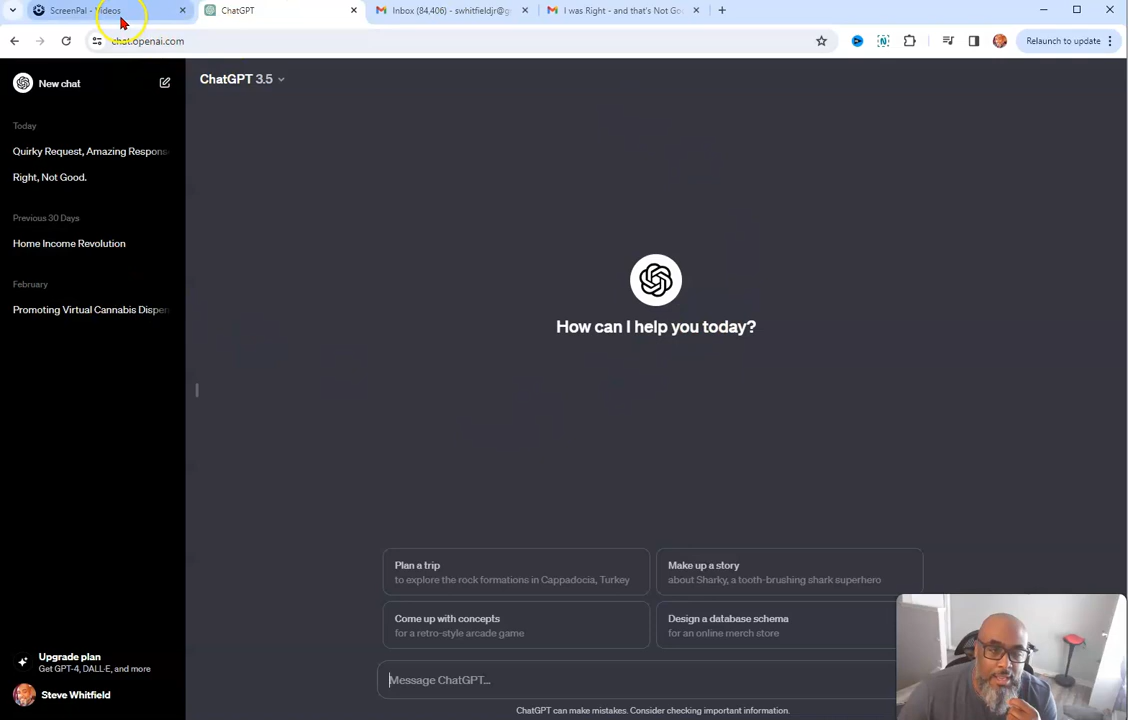 ScreenPal - Videos
ChatGPT
Inbox (84,406) - swhitfieldjr@g
I was Right - and that's Not Go
chat.openai.com
Relaunch to update
New chat
ChatGPT 3.5
Today
Quirky Request, Amazing Respons
Right, Not Good.
Previous 30 Days
Home Income Revolution
February
Promoting Virtual Cannabis Dispen
How can I help you today?
Plan a trip
to explore the rock formations in Cappadocia, Turkey
Make up a story
about Sharky, a tooth-brushing shark superhero
Come up with concepts
for a retro-style arcade game
Design a database schema
for an online merch store
Upgrade plan
Get GPT-4, DALL·E, and more
Steve Whitfield
Message ChatGPT...
ChatGPT can make mistakes. Consider checking important information.